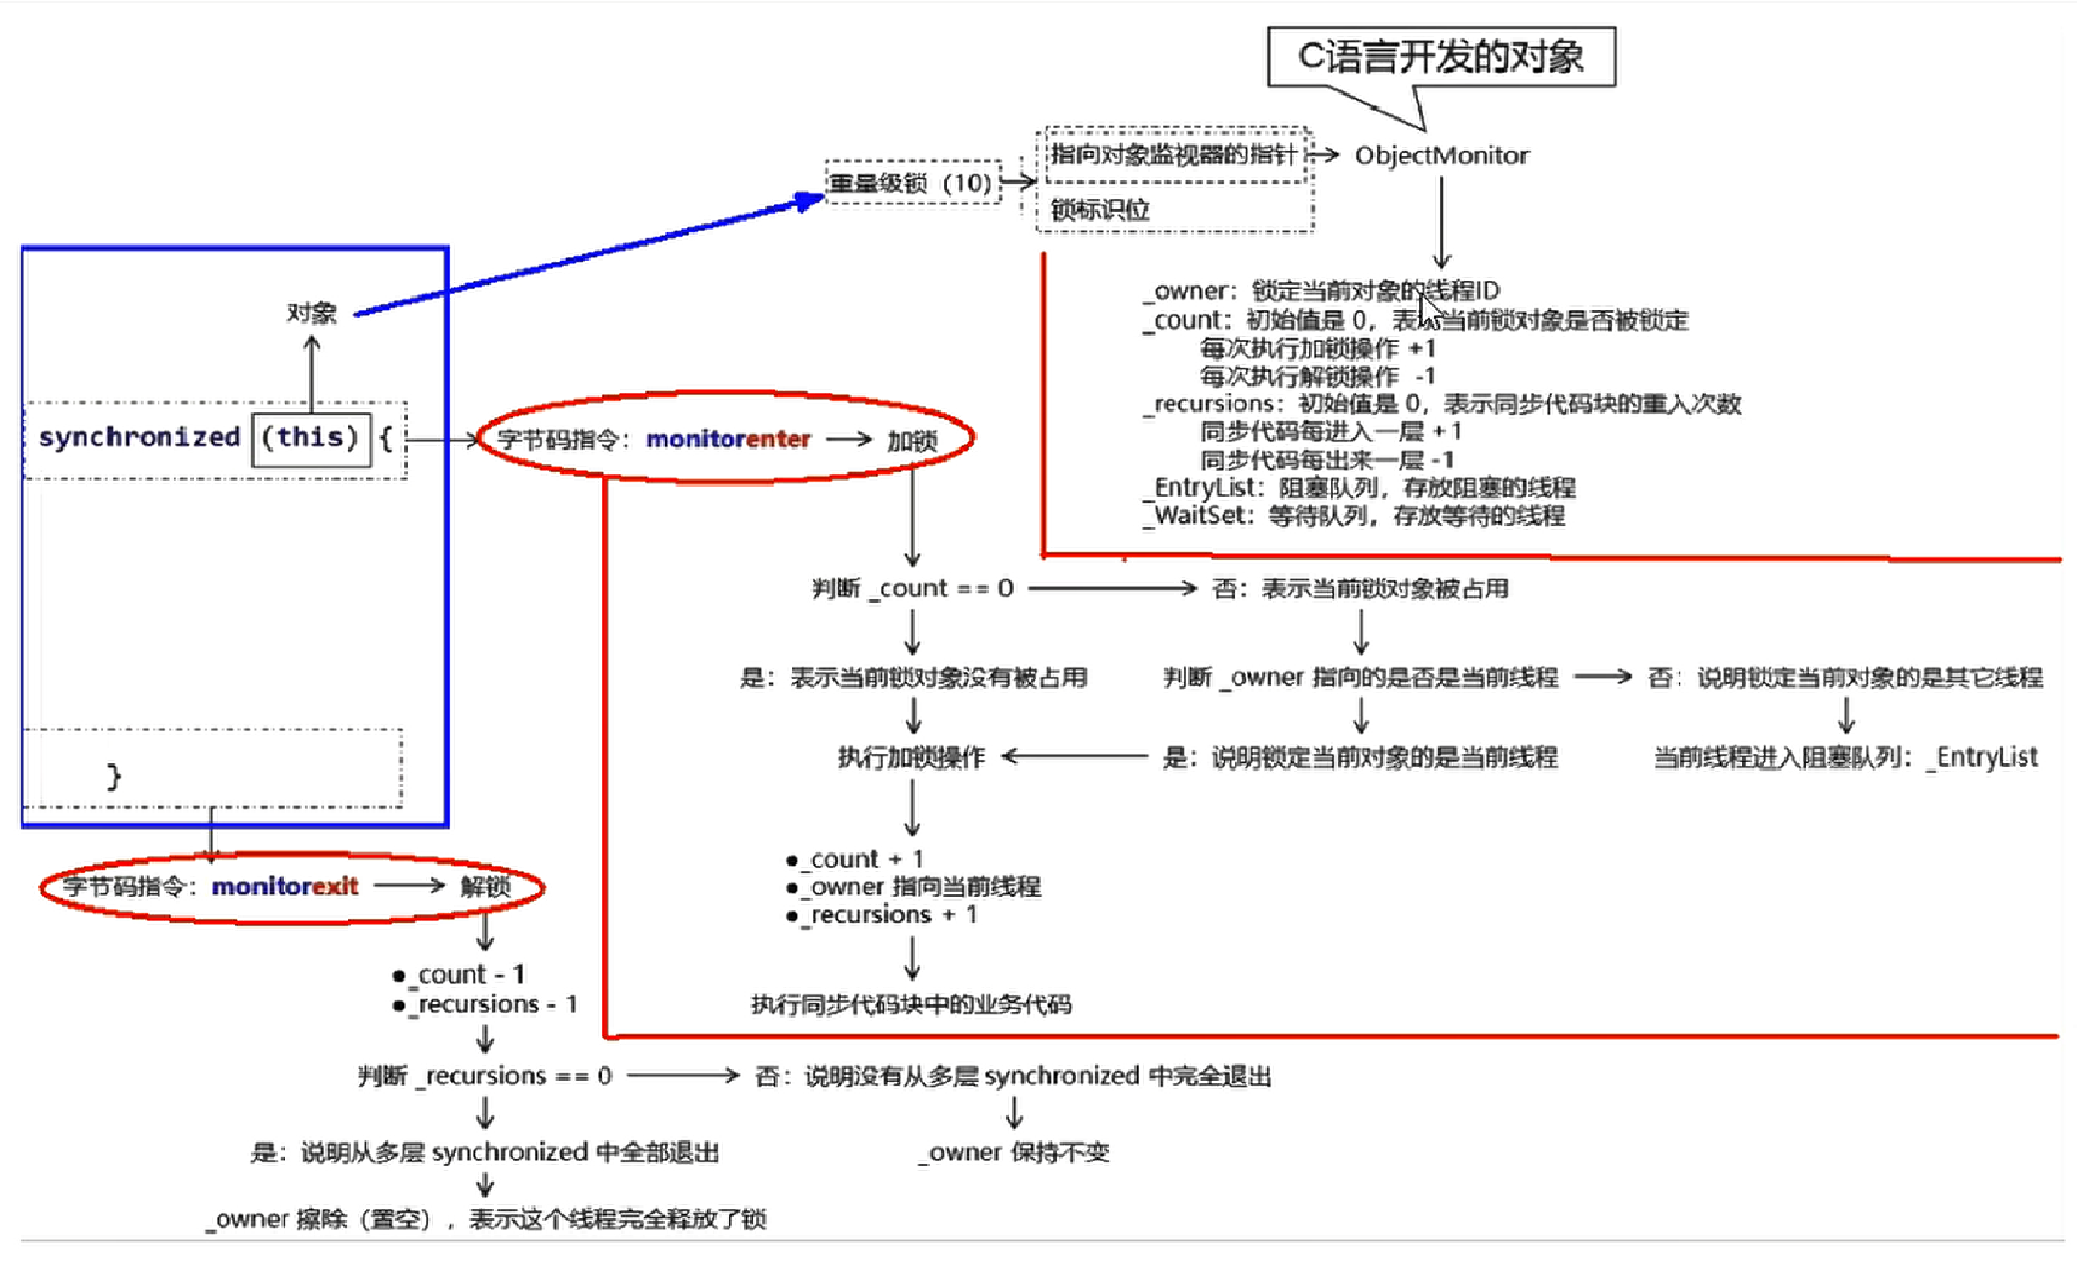 C语言开发的对象
重量级锁（10）
指向对象监视器的指针
ObjectMonitor
锁标识位
对象
_owner：锁定当前对象的线程ID
_count：初始值是 0，表示当前锁对象是否被锁定
每次执行加锁操作 +1
每次执行解锁操作 -1
_recursions：初始值是 0，表示同步代码块的重入次数
同步代码每进入一层 +1
同步代码每出来一层 -1
_EntryList：阻塞队列，存放阻塞的线程
_WaitSet：等待队列，存放等待的线程
synchronized (this) {
字节码指令：monitorenter
加锁
判断 _count == 0
否：表示当前锁对象被占用
是：表示当前锁对象没有被占用
判断 _owner 指向的是否是当前线程
否：说明锁定当前对象的是其它线程
执行加锁操作
是：说明锁定当前对象的是当前线程
当前线程进入阻塞队列：_EntryList
}
●_count + 1
●_owner 指向当前线程
●_recursions + 1
字节码指令：monitorexit
解锁
●_count - 1
●_recursions - 1
执行同步代码块中的业务代码
判断 _recursions == 0
否：说明没有从多层 synchronized 中完全退出
是：说明从多层 synchronized 中全部退出
_owner 保持不变
_owner 擦除（置空），表示这个线程完全释放了锁